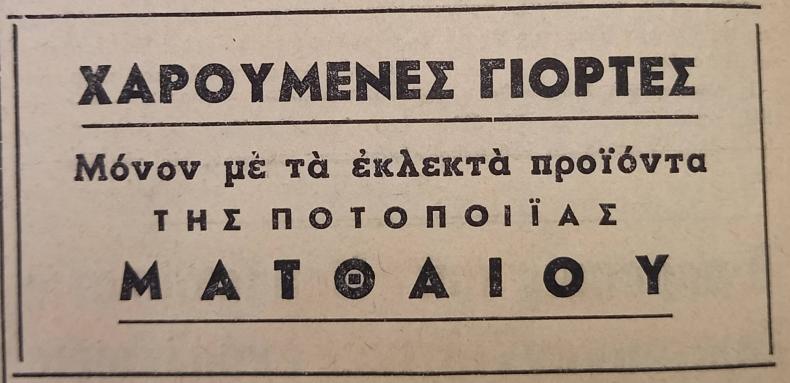 ΧΑΡΟΥΜΕΝΕΣ ΓΙΟΡΤΕΣ
Μόνον μὲ τὰ ἐκλεκτὰ προϊόντα
ΤΗΣ ΠΟΤΟΠΟΙΪΑΣ
ΜΑΤΘΑΙΟΥ